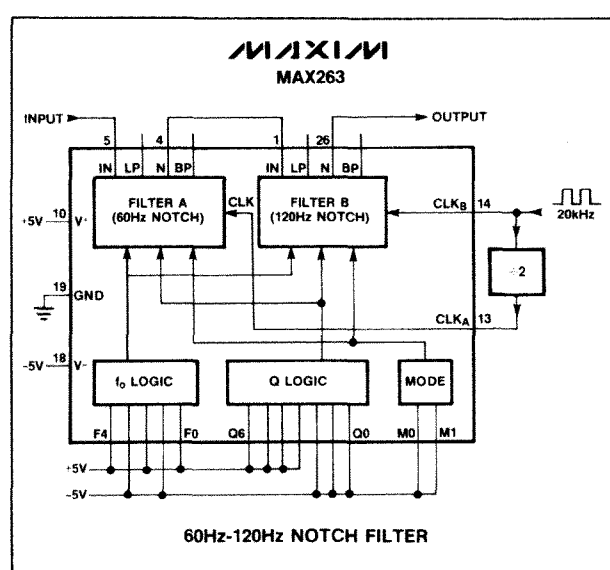 MAXIM
MAX263
INPUT
OUTPUT
5
4
1
26
IN LP N BP
IN LP N BP
FILTER A
(60Hz NOTCH)
CLK
FILTER B
(120Hz NOTCH)
CLKB 14
20kHz
+5V 10 V+
÷2
19
GND
CLKA 13
-5V 18 V-
f₀ LOGIC
Q LOGIC
MODE
F4 F0 Q6 Q0 M0 M1
+5V
-5V
60Hz-120Hz NOTCH FILTER